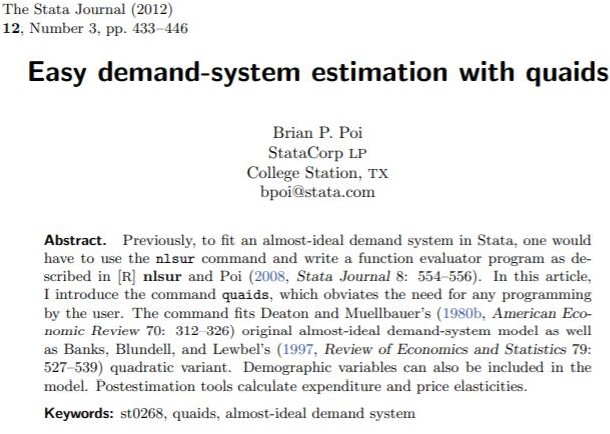 The Stata Journal (2012)
12, Number 3, pp. 433–446
Easy demand-system estimation with quaids
Brian P. Poi
StataCorp LP
College Station, TX
bpoi@stata.com
Abstract. Previously, to fit an almost-ideal demand system in Stata, one would
have to use the nlsur command and write a function evaluator program as de-
scribed in [R] nlsur and Poi (2008, Stata Journal 8: 554–556). In this article,
I introduce the command quaids, which obviates the need for any programming
by the user. The command fits Deaton and Muellbauer's (1980b, American Eco-
nomic Review 70: 312–326) original almost-ideal demand-system model as well
as Banks, Blundell, and Lewbel's (1997, Review of Economics and Statistics 79:
527–539) quadratic variant. Demographic variables can also be included in the
model. Postestimation tools calculate expenditure and price elasticities.
Keywords: st0268, quaids, almost-ideal demand system